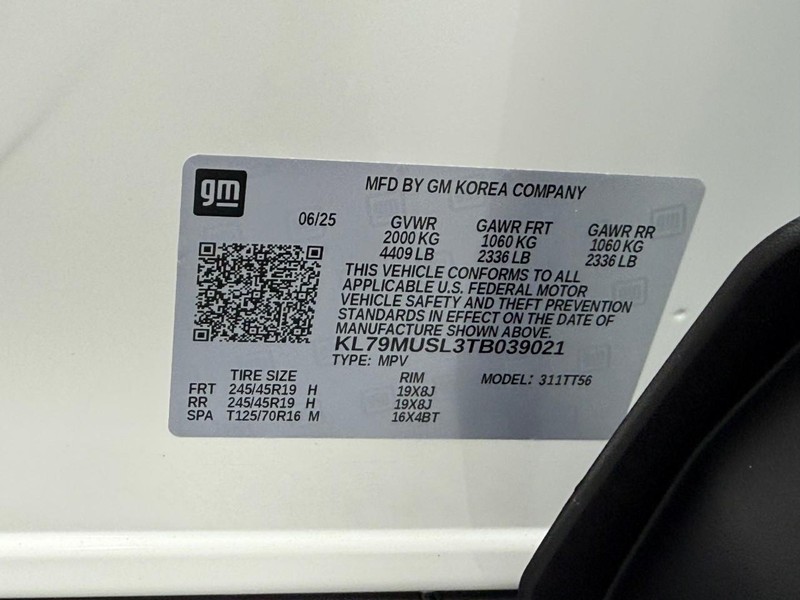 gm
MFD BY GM KOREA COMPANY
06/25 GVWR GAWR FRT GAWR RR
2000 KG 1060 KG 1060 KG
4409 LB 2336 LB 2336 LB
THIS VEHICLE CONFORMS TO ALL
APPLICABLE U.S. FEDERAL MOTOR
VEHICLE SAFETY AND THEFT PREVENTION
STANDARDS IN EFFECT ON THE DATE OF
MANUFACTURE SHOWN ABOVE.
KL79MUSL3TB039021
TYPE: MPV
TIRE SIZE RIM MODEL: 311TT56
FRT 245/45R19 H 19X8J
RR 245/45R19 H 19X8J
SPA T125/70R16 M 16X4BT